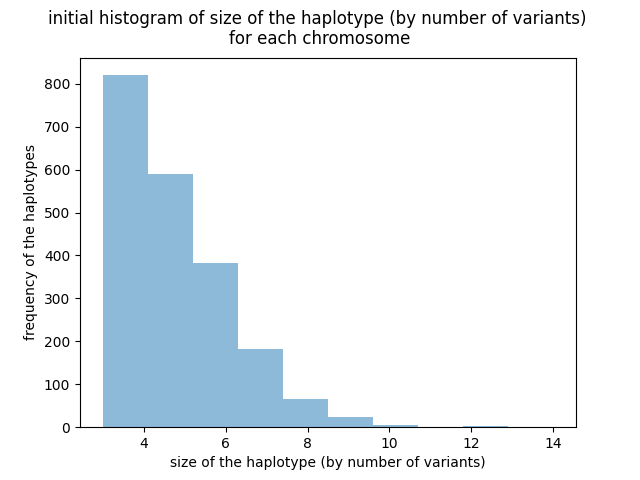 initial histogram of size of the haplotype (by number of variants)
for each chromosome
frequency of the haplotypes
800
700
600
500
400
300
200
100
0
4 6 8 10 12 14
size of the haplotype (by number of variants)